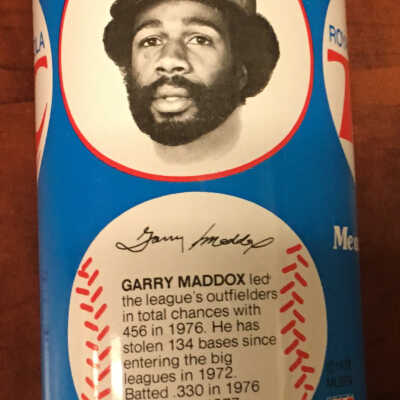 Garry Maddox
GARRY MADDOX led
the league's outfielders
in total chances with
456 in 1976. He has
stolen 134 bases since
entering the big
leagues in 1972.
Batted .330 in 1976